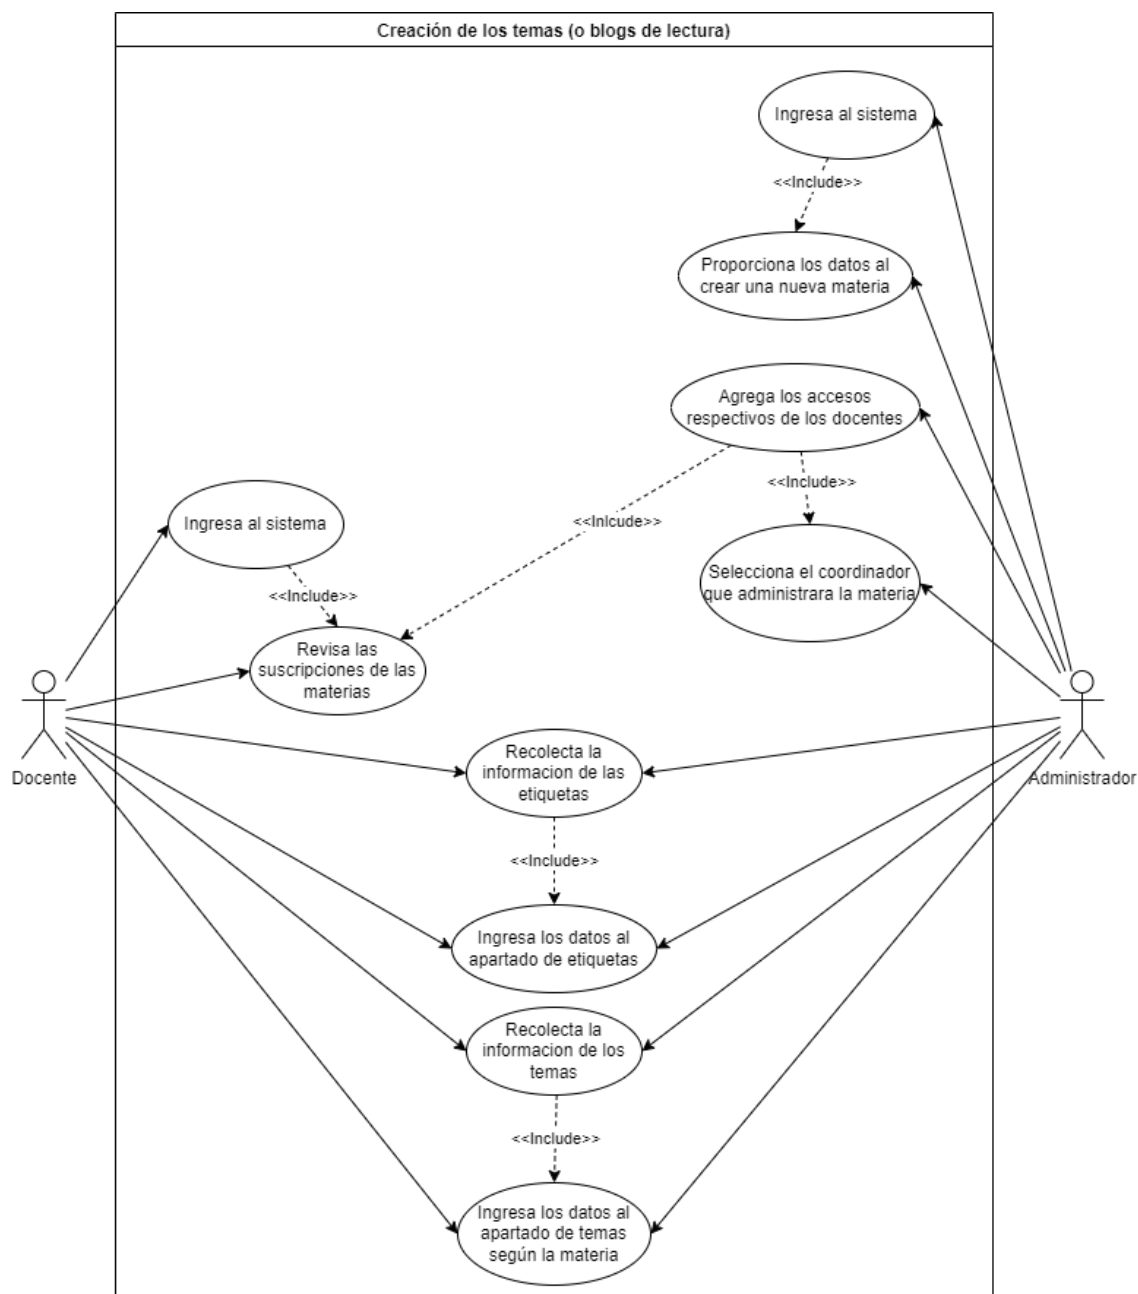 Creación de los temas (o blogs de lectura)
Ingresa al sistema
<<Include>>
Proporciona los datos al
crear una nueva materia
Agrega los accesos
respectivos de los docentes
<<Include>>
<<Inlcude>>
Ingresa al sistema
Selecciona el coordinador
que administrara la materia
<<Include>>
Revisa las
suscripciones de las
materias
Docente
Administrador
Recolecta la
informacion de las
etiquetas
<<Include>>
Ingresa los datos al
apartado de etiquetas
Recolecta la
informacion de los
temas
<<Include>>
Ingresa los datos al
apartado de temas
según la materia